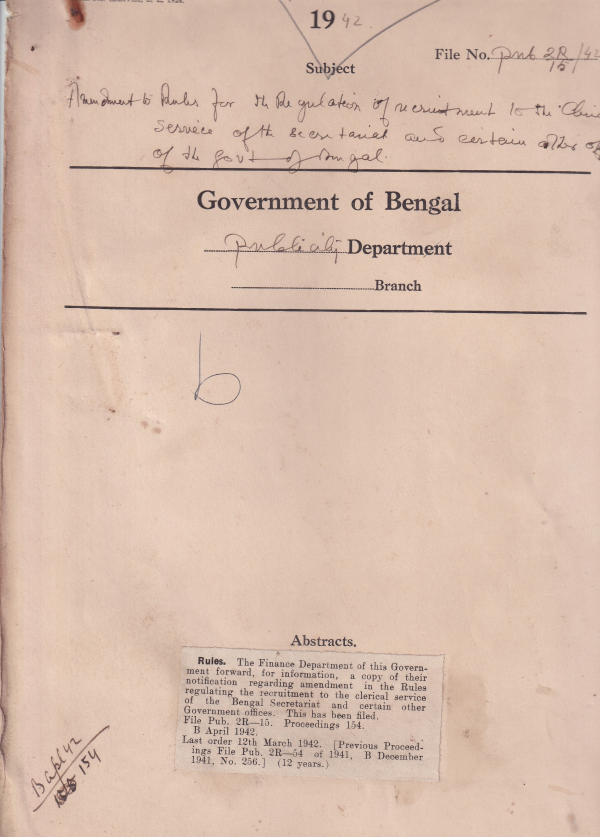 19 42.
File No. Pub 2R/15/42
Subject
Amendment to Rules for the Regulation of recruitment to the
Service of the Secretariat and certain other
of the Govt of Bengal.
Government of Bengal
Publicity Department
Branch
b
Abstracts.
Rules. The Finance Department of this Govern-
ment forward, for information, a copy of their
notification regarding amendment in the Rules
regulating the recruitment to the clerical service
of the Bengal Secretariat and certain other
Government offices. This has been filed.
File Pub. 2R—15. Proceedings 154.
B April 1942.
Last order 12th March 1942. [Previous Proceed-
ings File Pub. 2R—54 of 1941, B December
1941, No. 256.] (12 years.)
B Apl 42
154